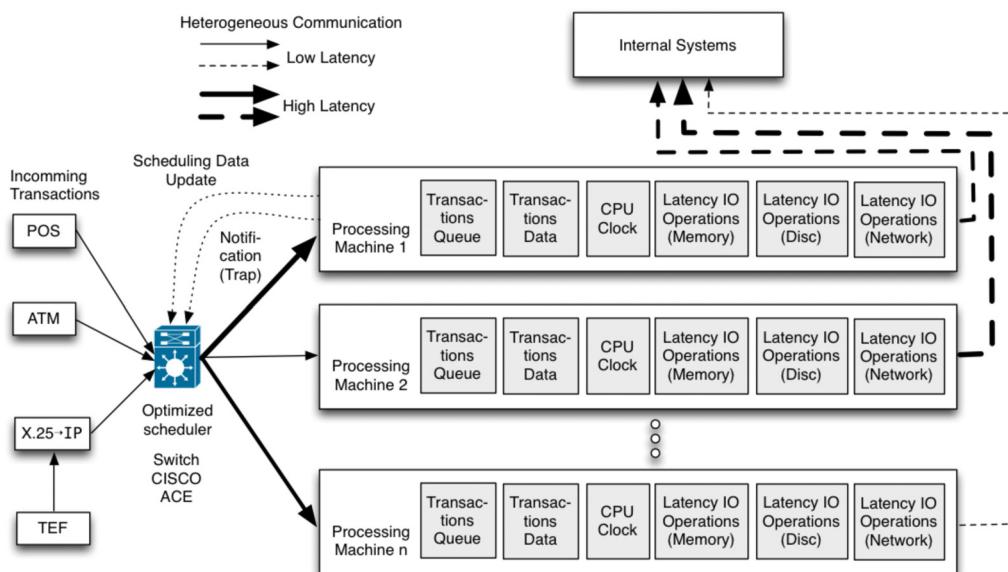 Heterogeneous Communication
Low Latency
High Latency
Internal Systems
Scheduling Data
Update
Incomming
Transactions
POS
ATM
X.25→IP
TEF
Notifi-
cation
(Trap)
Optimized
scheduler
Switch
CISCO
ACE
Processing
Machine 1
Transac-
tions
Queue
Transac-
tions
Data
CPU
Clock
Latency IO
Operations
(Memory)
Latency IO
Operations
(Disc)
Latency IO
Operations
(Network)
Processing
Machine 2
Transac-
tions
Queue
Transac-
tions
Data
CPU
Clock
Latency IO
Operations
(Memory)
Latency IO
Operations
(Disc)
Latency IO
Operations
(Network)
Processing
Machine n
Transac-
tions
Queue
Transac-
tions
Data
CPU
Clock
Latency IO
Operations
(Memory)
Latency IO
Operations
(Disc)
Latency IO
Operations
(Network)